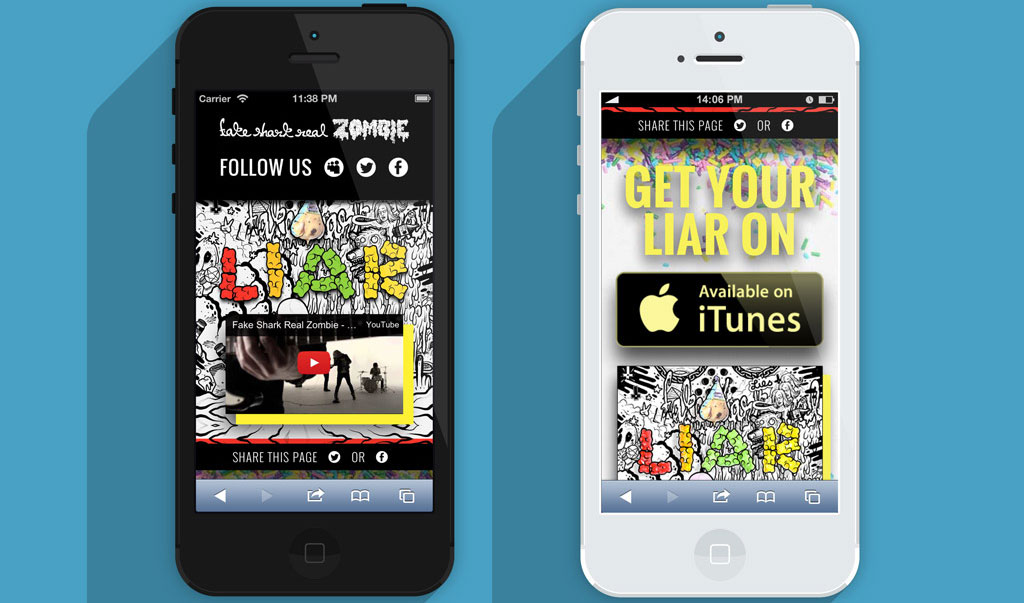 Carrier 11:38 PM
fake shark real ZOMBIE
FOLLOW US
LIAR
Fake Shark Real Zombie - ... YouTube
SHARE THIS PAGE OR
14:06 PM
SHARE THIS PAGE OR
GET YOUR
LIAR ON
Available on
iTunes
Lies
LIAR